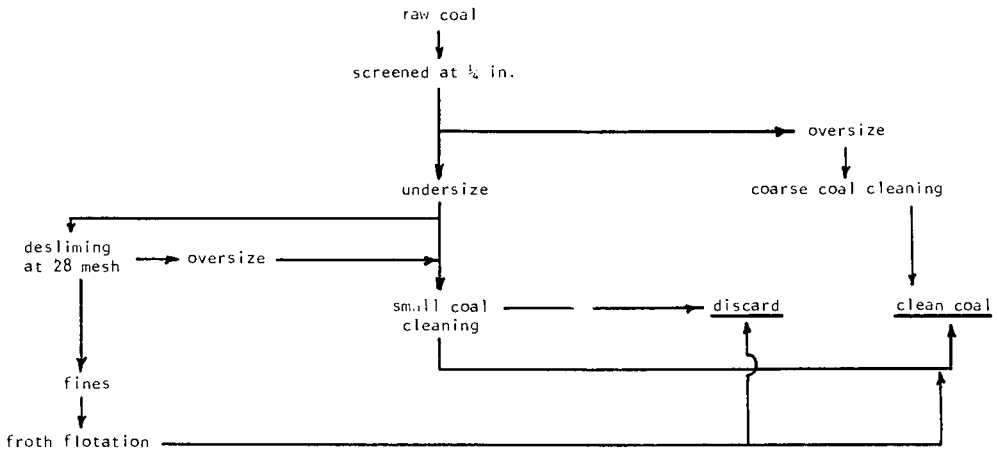 raw coal
screened at ¼ in.
oversize
undersize
coarse coal cleaning
desliming
at 28 mesh
oversize
small coal
cleaning
discard
clean coal
fines
froth flotation